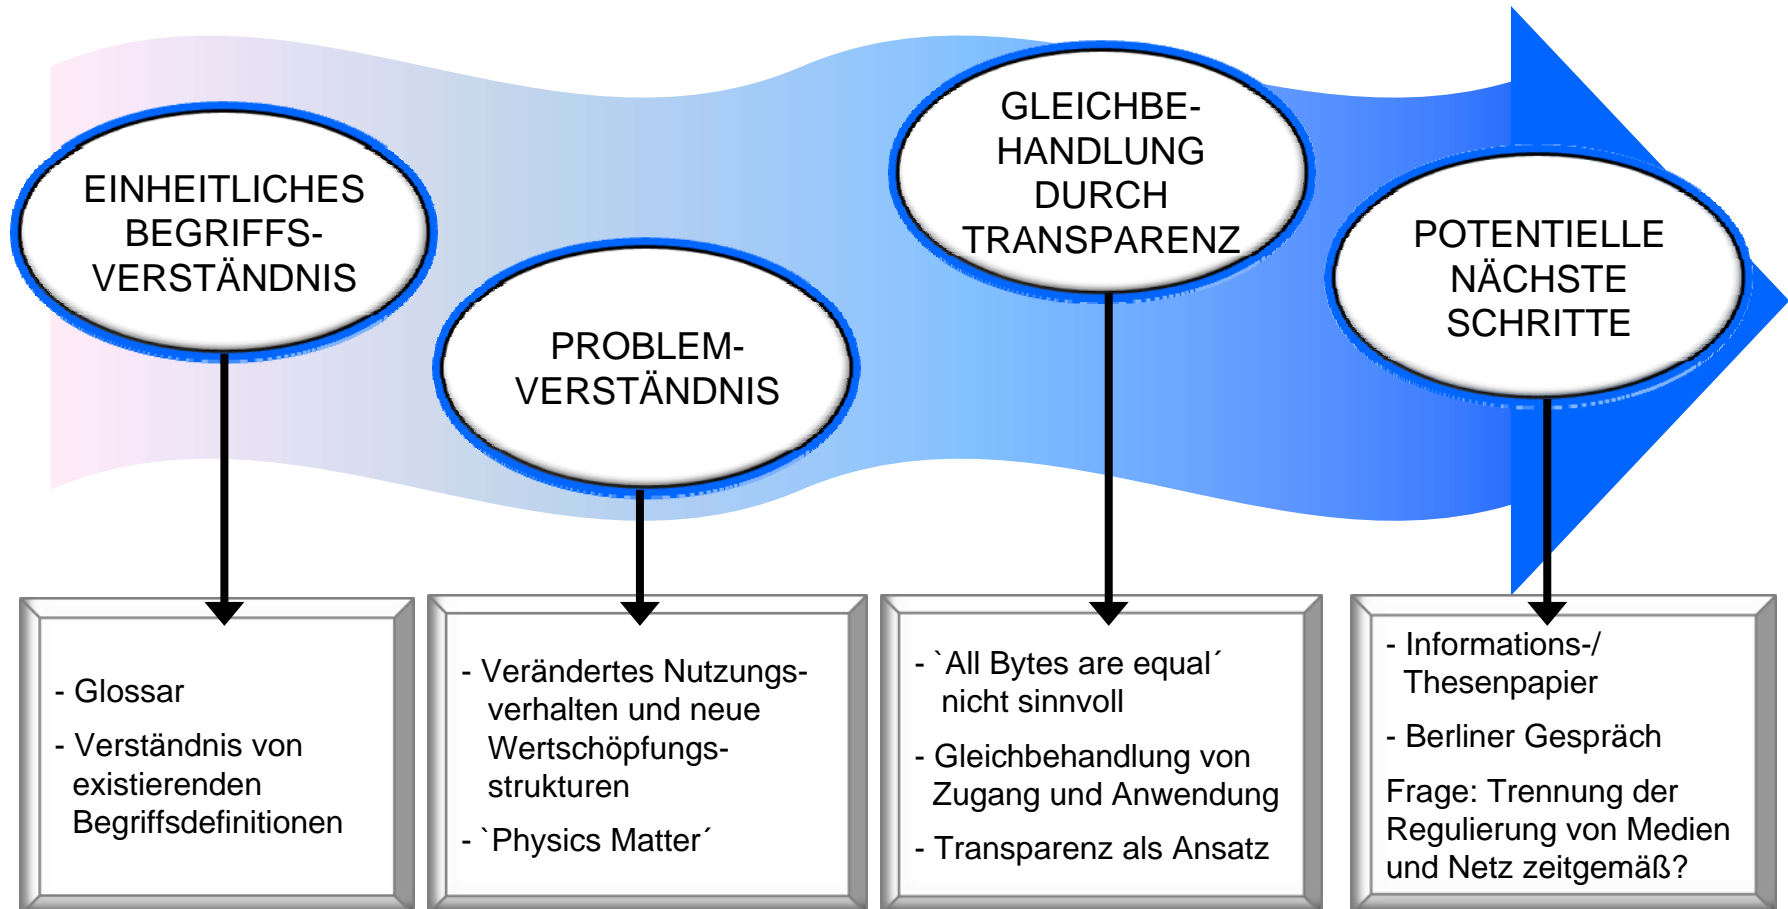 EINHEITLICHES
BEGRIFFS-
VERSTÄNDNIS
PROBLEM-
VERSTÄNDNIS
GLEICHBE-
HANDLUNG
DURCH
TRANSPARENZ
POTENTIELLE
NÄCHSTE
SCHRITTE
- Glossar
- Verständnis von
existierenden
Begriffsdefinitionen
- Verändertes Nutzungs-
verhalten und neue
Wertschöpfungs-
strukturen
- `Physics Matter´
- `All Bytes are equal´
nicht sinnvoll
- Gleichbehandlung von
Zugang und Anwendung
- Transparenz als Ansatz
- Informations-/
Thesenpapier
- Berliner Gespräch
Frage: Trennung der
Regulierung von Medien
und Netz zeitgemäß?